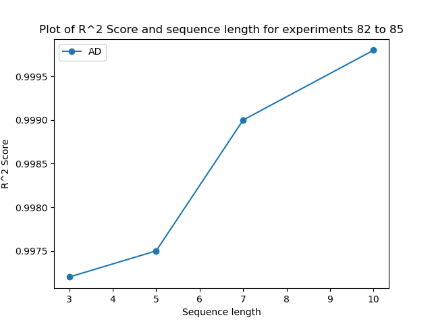 Plot of R^2 Score and sequence length for experiments 82 to 85
AD
0.9995
0.9990
0.9985
0.9980
0.9975
R^2 Score
3 4 5 6 7 8 9 10
Sequence length